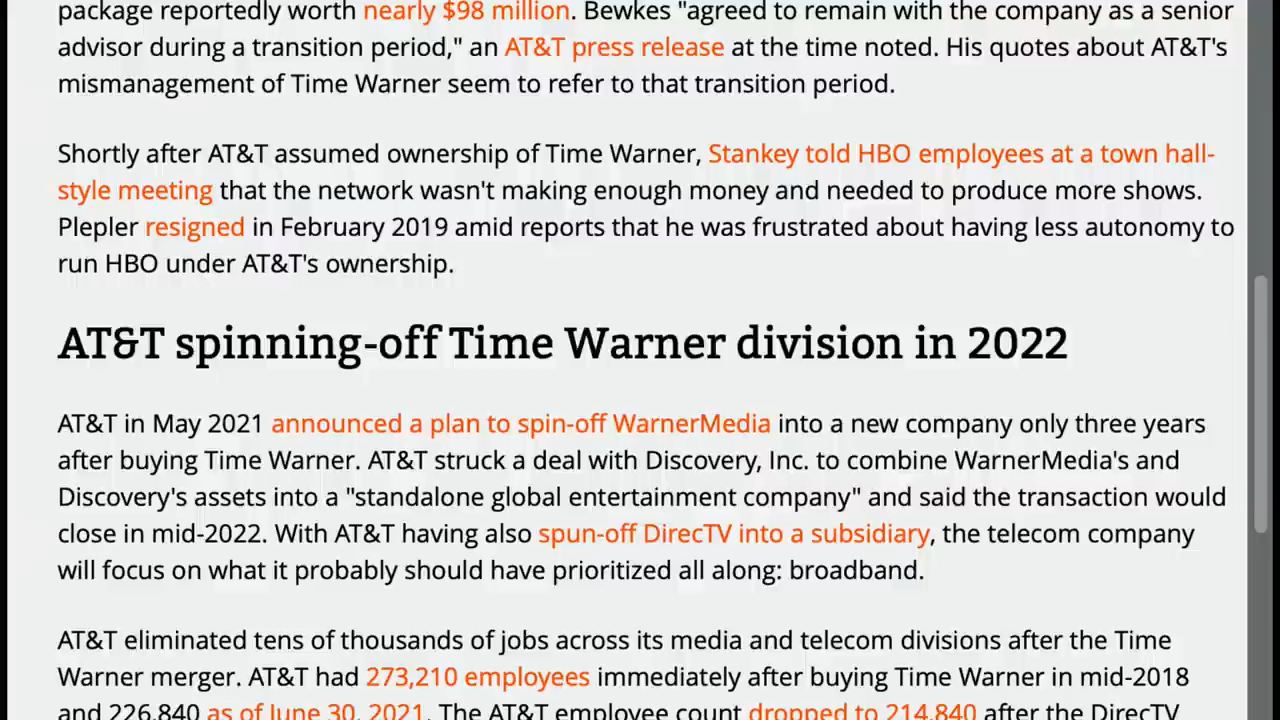 package reportedly worth nearly $98 million. Bewkes "agreed to remain with the company as a senior
advisor during a transition period," an AT&T press release at the time noted. His quotes about AT&T's
mismanagement of Time Warner seem to refer to that transition period.
Shortly after AT&T assumed ownership of Time Warner, Stankey told HBO employees at a town hall-
style meeting that the network wasn't making enough money and needed to produce more shows.
Plepler resigned in February 2019 amid reports that he was frustrated about having less autonomy to
run HBO under AT&T's ownership.
AT&T spinning-off Time Warner division in 2022
AT&T in May 2021 announced a plan to spin-off WarnerMedia into a new company only three years
after buying Time Warner. AT&T struck a deal with Discovery, Inc. to combine WarnerMedia's and
Discovery's assets into a "standalone global entertainment company" and said the transaction would
close in mid-2022. With AT&T having also spun-off DirecTV into a subsidiary, the telecom company
will focus on what it probably should have prioritized all along: broadband.
AT&T eliminated tens of thousands of jobs across its media and telecom divisions after the Time
Warner merger. AT&T had 273,210 employees immediately after buying Time Warner in mid-2018
and 226,840 as of June 30, 2021. The AT&T employee count dropped to 214,840 after the DirecTV